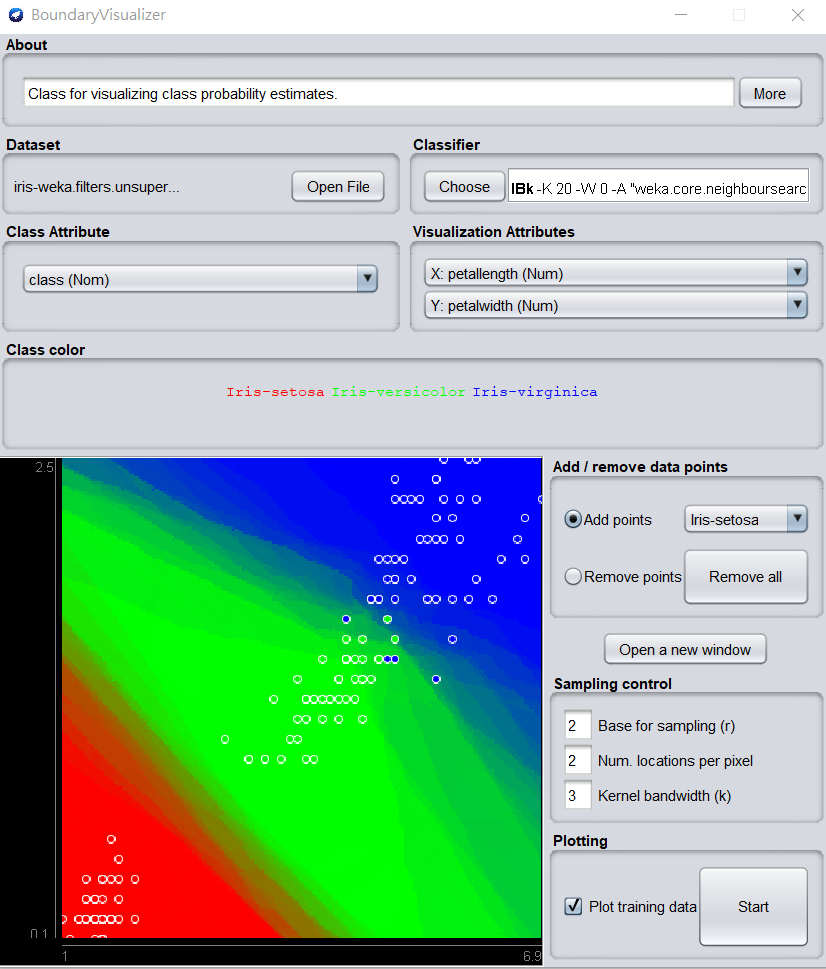 BoundaryVisualizer
About
Class for visualizing class probability estimates.
More
Dataset
Classifier
iris-weka.filters.unsuper...
Open File
Choose
IBk -K 20 -W 0 -A "weka.core.neighboursearc
Class Attribute
Visualization Attributes
class (Nom)
X: petallength (Num)
Y: petalwidth (Num)
Class color
Iris-setosa Iris-versicolor Iris-virginica
2.5
0.1
1
6.9
Add / remove data points
Add points
Iris-setosa
Remove points
Remove all
Open a new window
Sampling control
2 Base for sampling (r)
2 Num. locations per pixel
3 Kernel bandwidth (k)
Plotting
Plot training data
Start